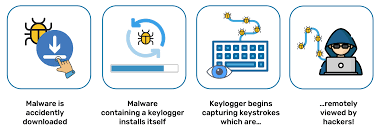 Malware is
accidently
downloaded
Malware
containing a keylogger
installs itself
Keylogger begins
capturing keystrokes
which are...
...remotely
viewed by
hackers!